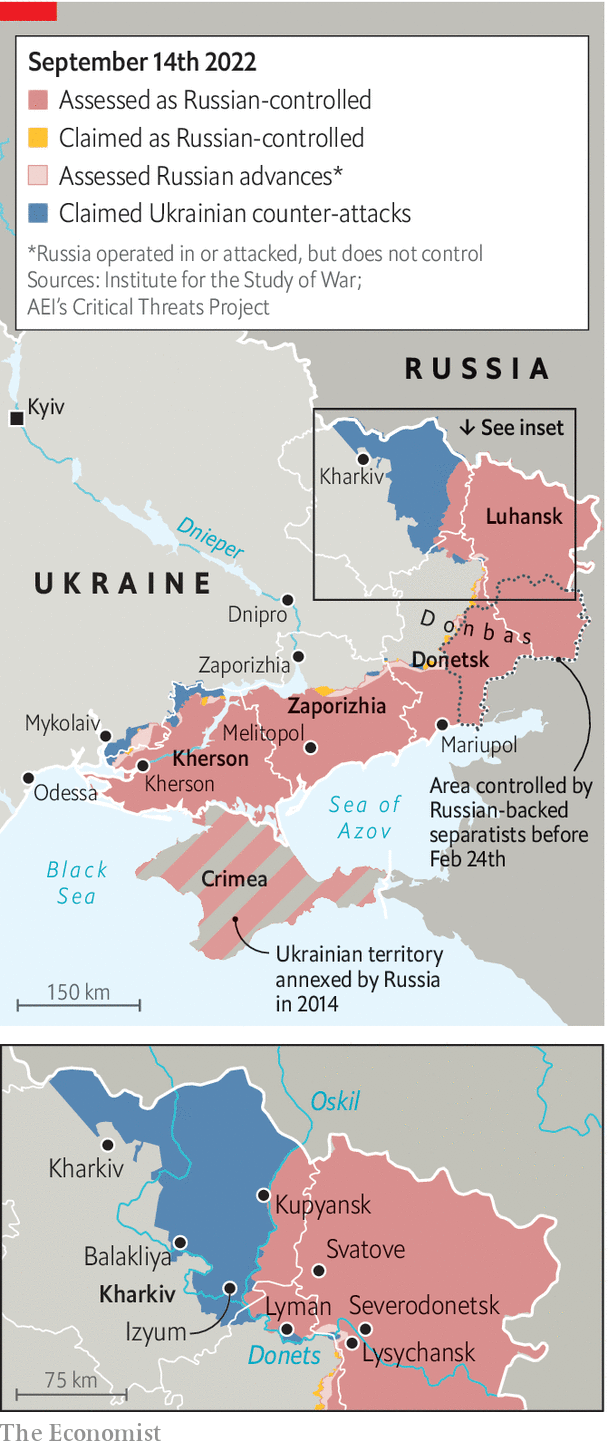 September 14th 2022
Assessed as Russian-controlled
Claimed as Russian-controlled
Assessed Russian advances*
Claimed Ukrainian counter-attacks
*Russia operated in or attacked, but does not control
Sources: Institute for the Study of War;
AEI's Critical Threats Project
RUSSIA
Kyiv
↓ See inset
Kharkiv
Luhansk
Dnieper
UKRAINE
Dnipro
Donbas
Zaporizhia
Donetsk
Zaporizhia
Mykolaiv
Melitopol
Mariupol
Kherson
Kherson
Odessa
Sea of
Azov
Area controlled by
Russian-backed
separatists before
Feb 24th
Black
Sea
Crimea
Ukrainian territory
annexed by Russia
in 2014
150 km
Oskil
Kharkiv
Kupyansk
Balakliya
Svatove
Kharkiv
Lyman
Severodonetsk
Izyum
Donets
Lysychansk
75 km
The Economist